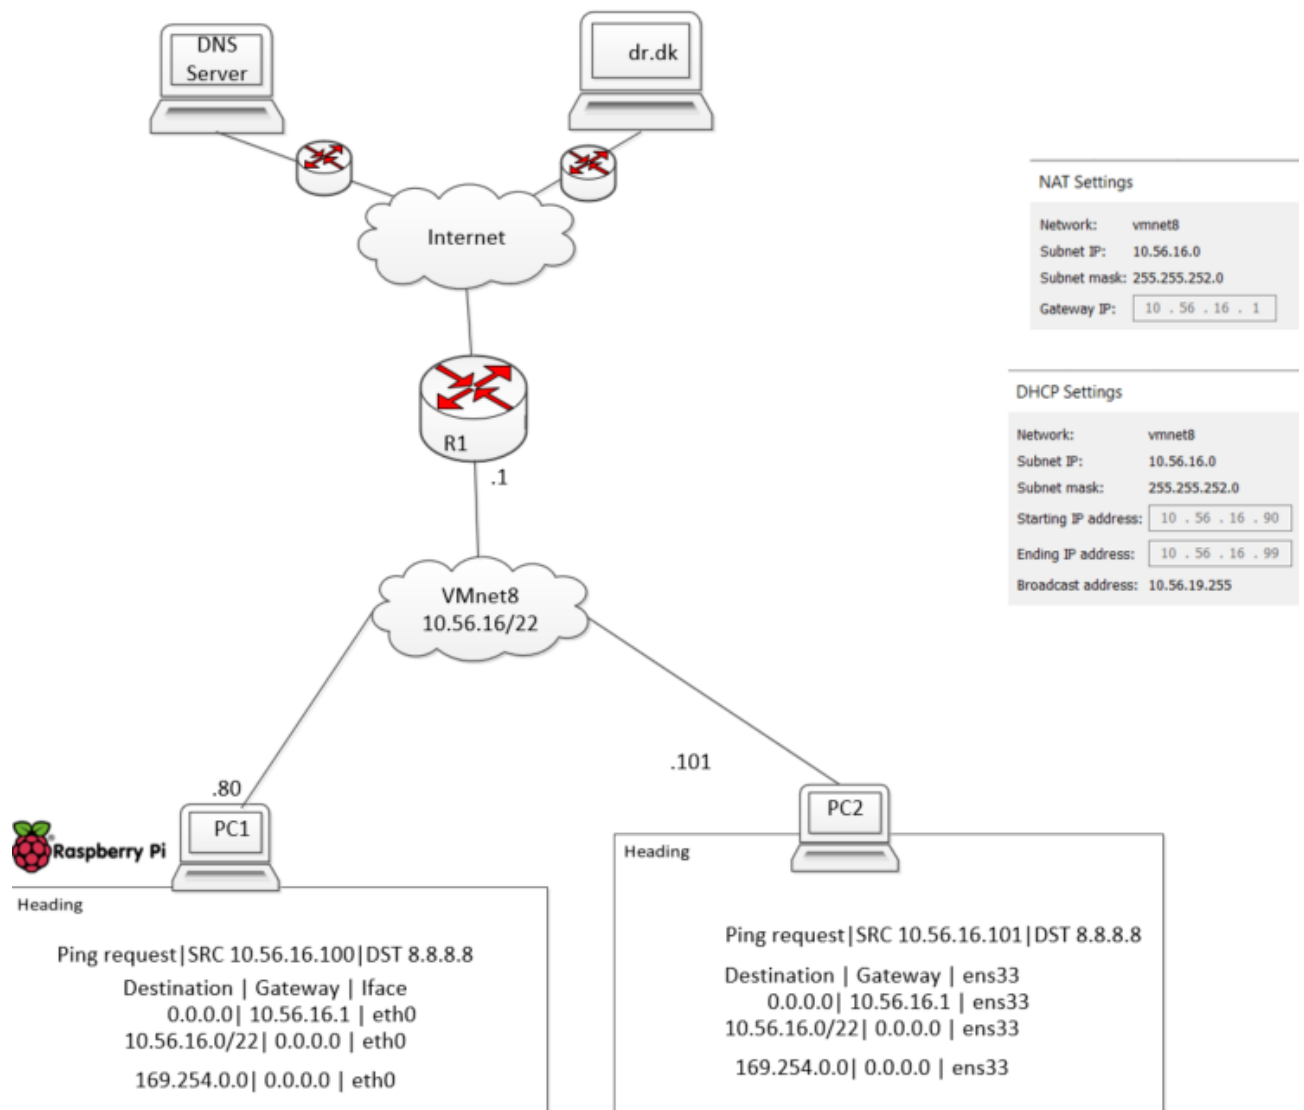 DNS
Server
dr.dk
Internet
R1
.1
VMnet8
10.56.16/22
.80
PC1
Raspberry Pi
Heading
Ping request|SRC 10.56.16.100|DST 8.8.8.8
Destination | Gateway | Iface
0.0.0.0| 10.56.16.1 | eth0
10.56.16.0/22| 0.0.0.0 | eth0
169.254.0.0| 0.0.0.0 | eth0
.101
PC2
Heading
Ping request|SRC 10.56.16.101|DST 8.8.8.8
Destination | Gateway | ens33
0.0.0.0| 10.56.16.1 | ens33
10.56.16.0/22| 0.0.0.0 | ens33
169.254.0.0| 0.0.0.0 | ens33
NAT Settings
Network: vmnet8
Subnet IP: 10.56.16.0
Subnet mask: 255.255.252.0
Gateway IP: 10 . 56 . 16 . 1
DHCP Settings
Network: vmnet8
Subnet IP: 10.56.16.0
Subnet mask: 255.255.252.0
Starting IP address: 10 . 56 . 16 . 90
Ending IP address: 10 . 56 . 16 . 99
Broadcast address: 10.56.19.255